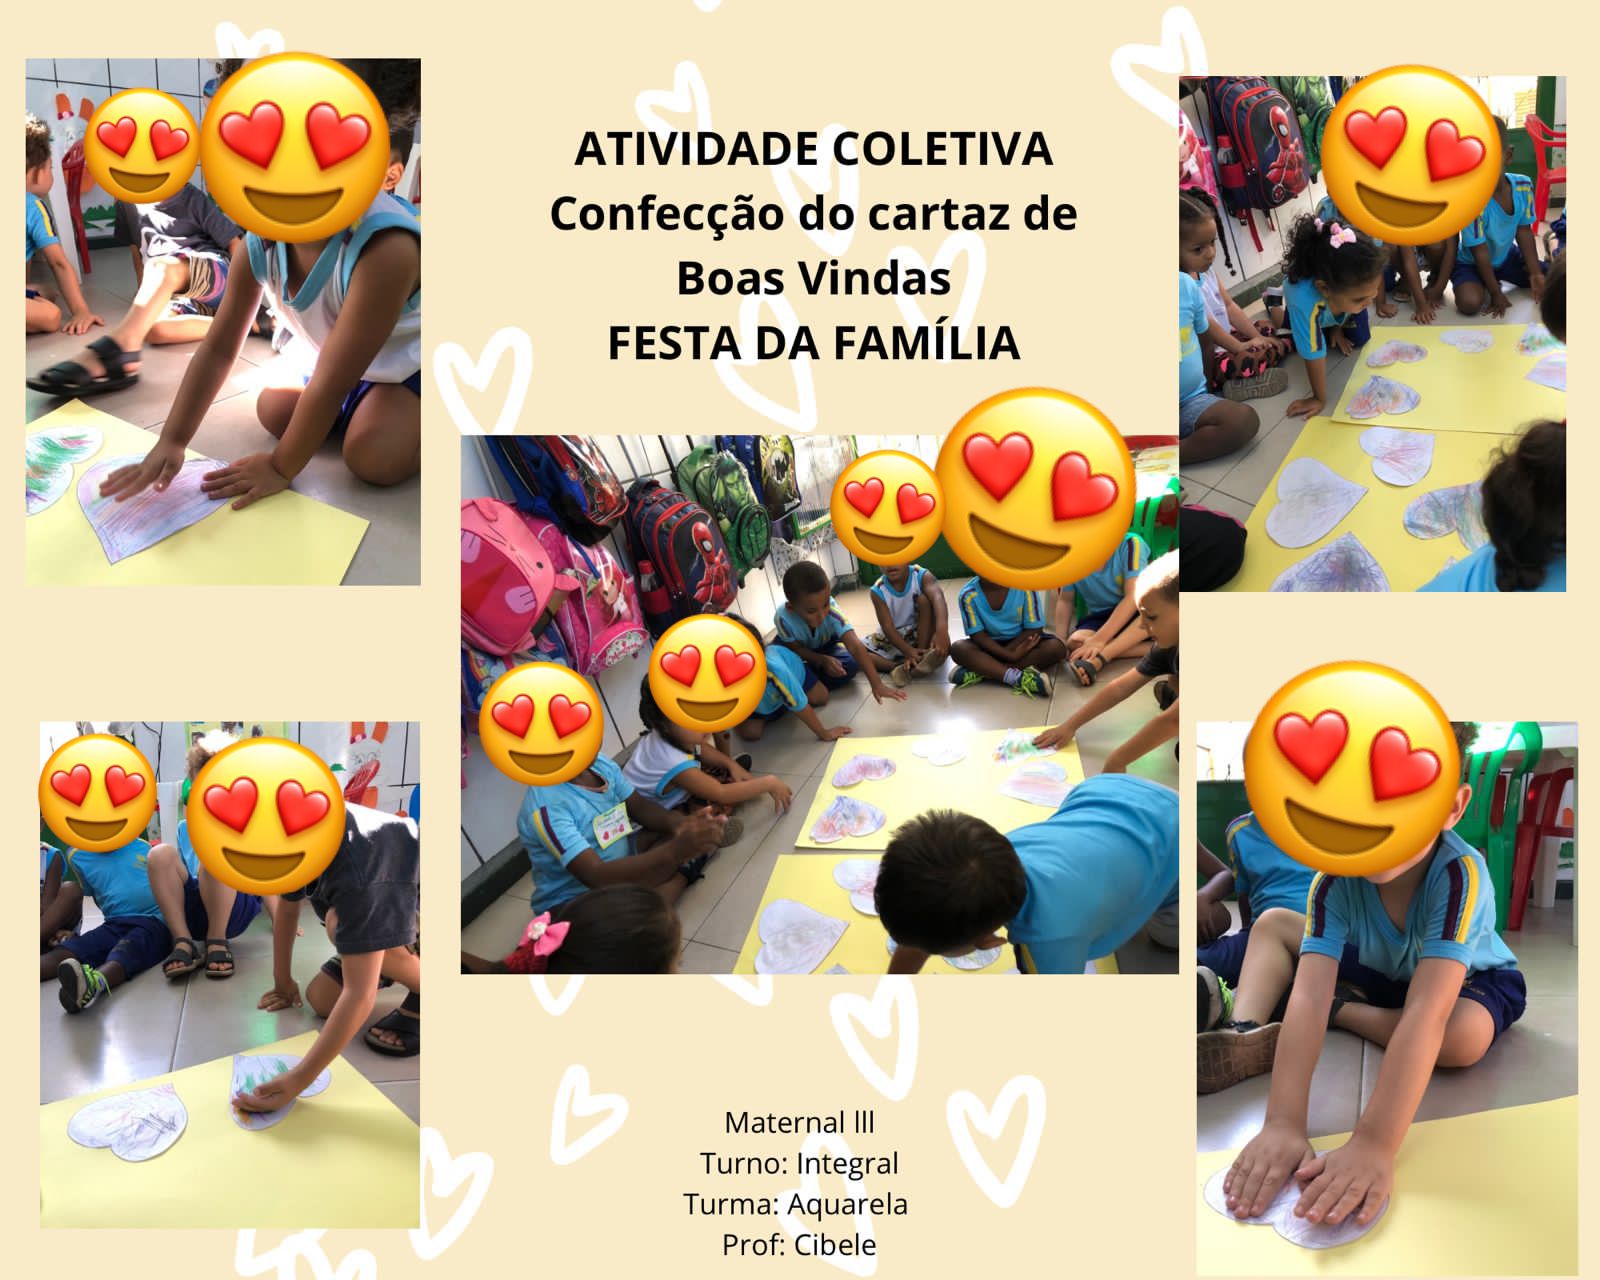 ATIVIDADE COLETIVA
Confecção do cartaz de
Boas Vindas
FESTA DA FAMÍLIA
Maternal lll
Turno: Integral
Turma: Aquarela
Prof: Cibele